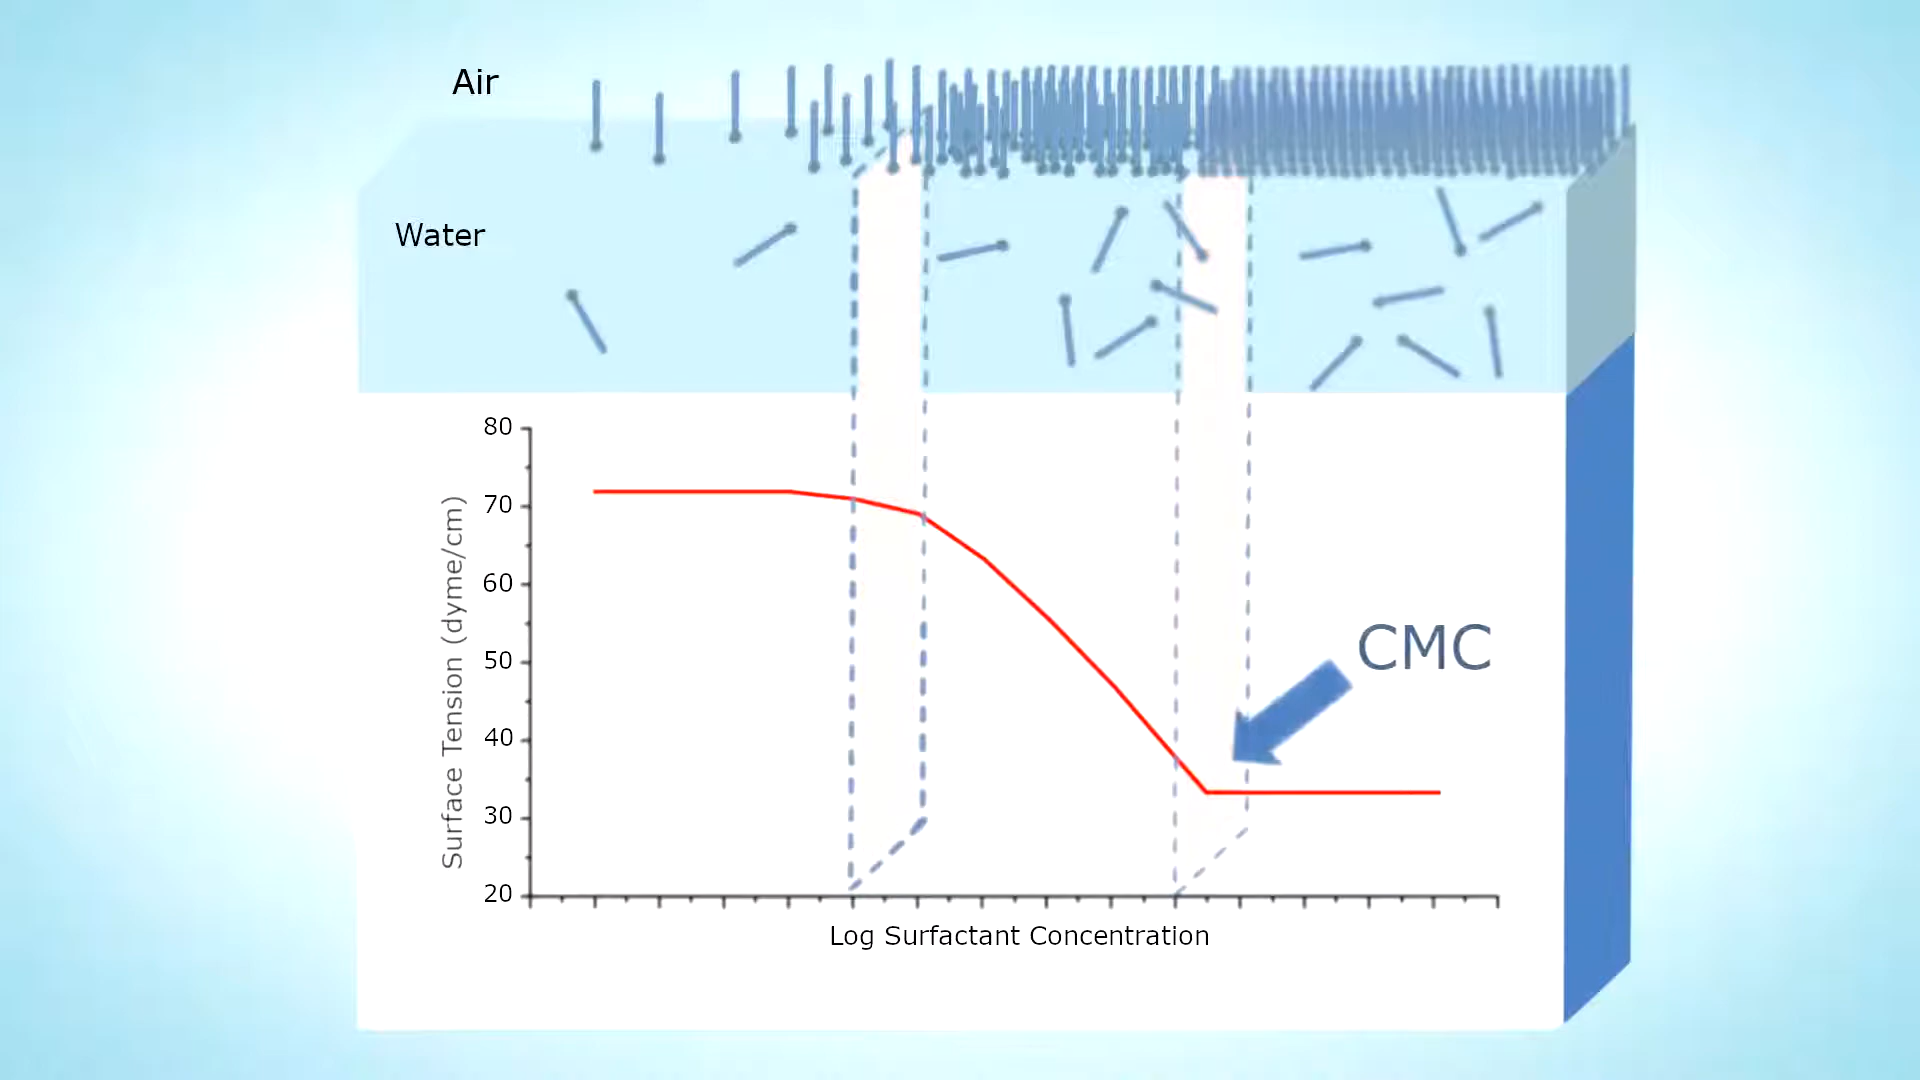 Air
Water
80
70
60
50
40
30
20
Surface Tension (dyme/cm)
CMC
Log Surfactant Concentration